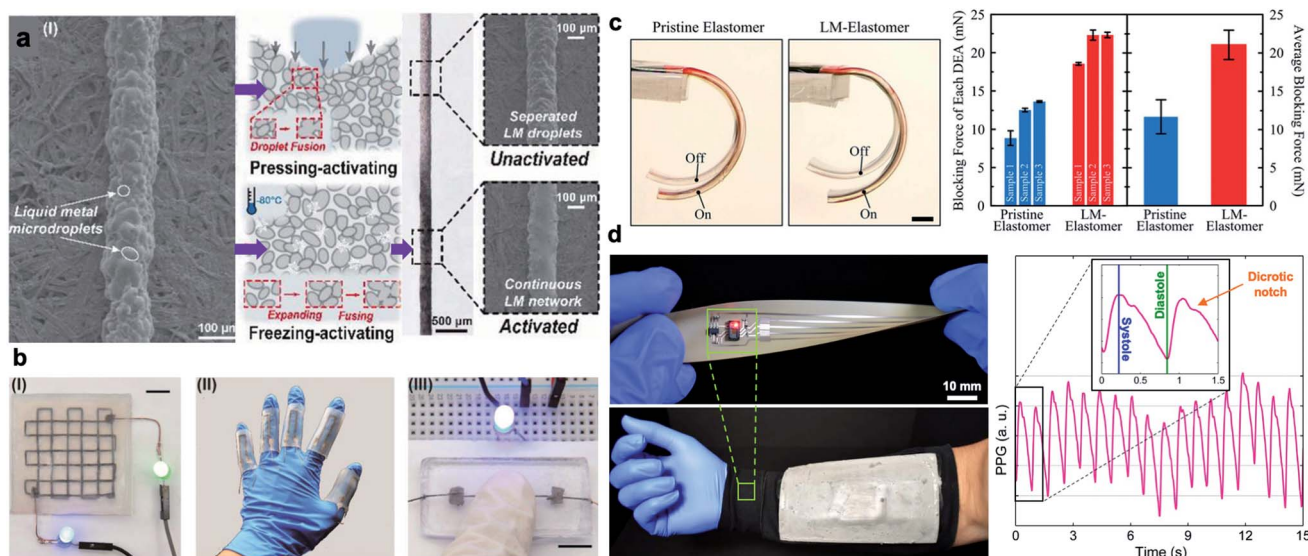 a
(I)
Liquid metal
microdroplets
100 µm
Droplet Fusion
Pressing-activating
-80°C
Expanding
Fusing
Freezing-activating
500 µm
100 µm
Seperated
LM droplets
Unactivated
100 µm
Continuous
LM network
Activated
b
(I)
(II)
(III)
c
Pristine Elastomer
LM-Elastomer
Off
On
Off
On
Blocking Force of Each DEA (mN)
25
20
15
10
5
0
Sample 1
Sample 2
Sample 3
Sample 1
Sample 2
Sample 3
Pristine
Elastomer
LM-
Elastomer
Pristine
Elastomer
LM-
Elastomer
25
20
15
10
5
0
Average Blocking
Force (mN)
d
10 mm
PPG (a. u.)
Systole
Diastole
Dicrotic
notch
0 0.5 1 1.5
0 3 6 9 12 15
Time (s)